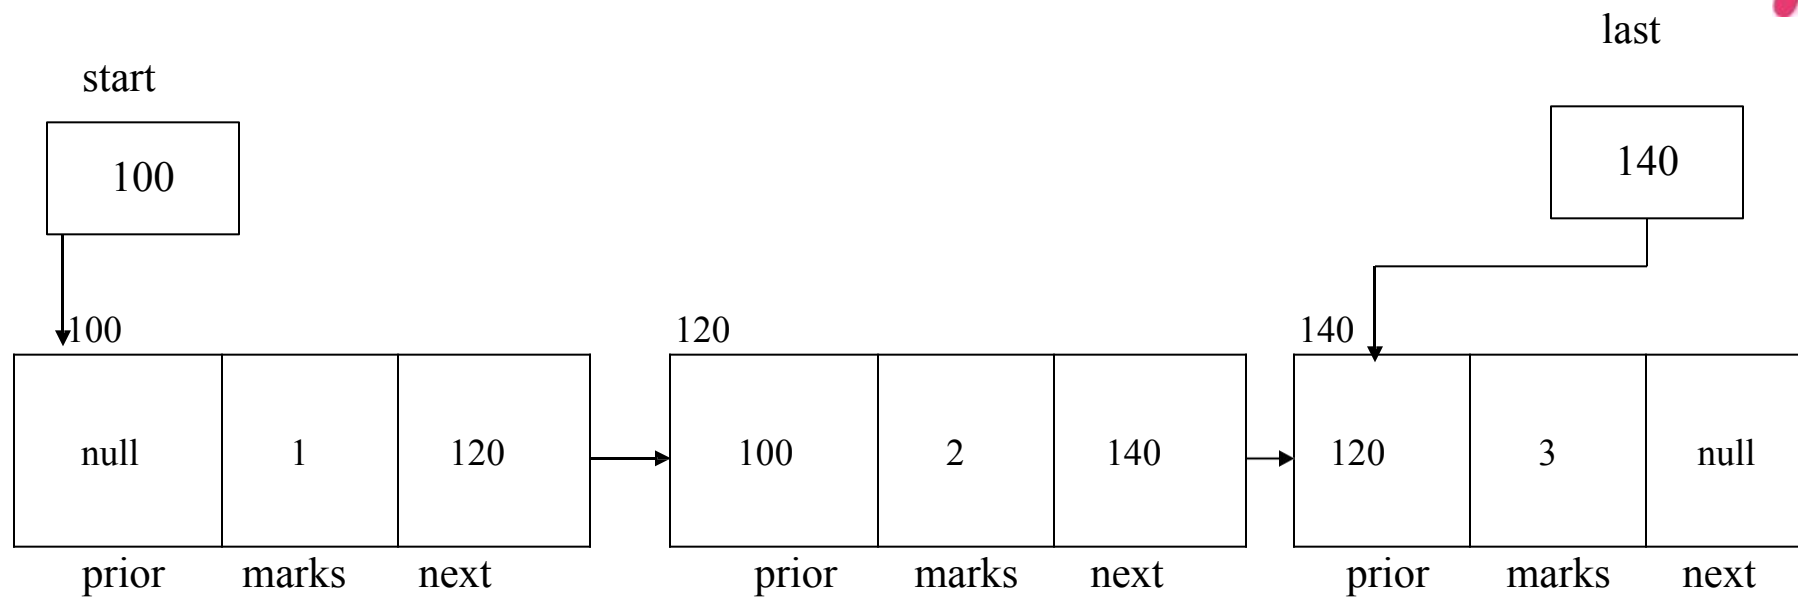 last
start
100
140
100 120 140
null 1 120 100 2 140 120 3 null
prior marks next prior marks next prior marks next